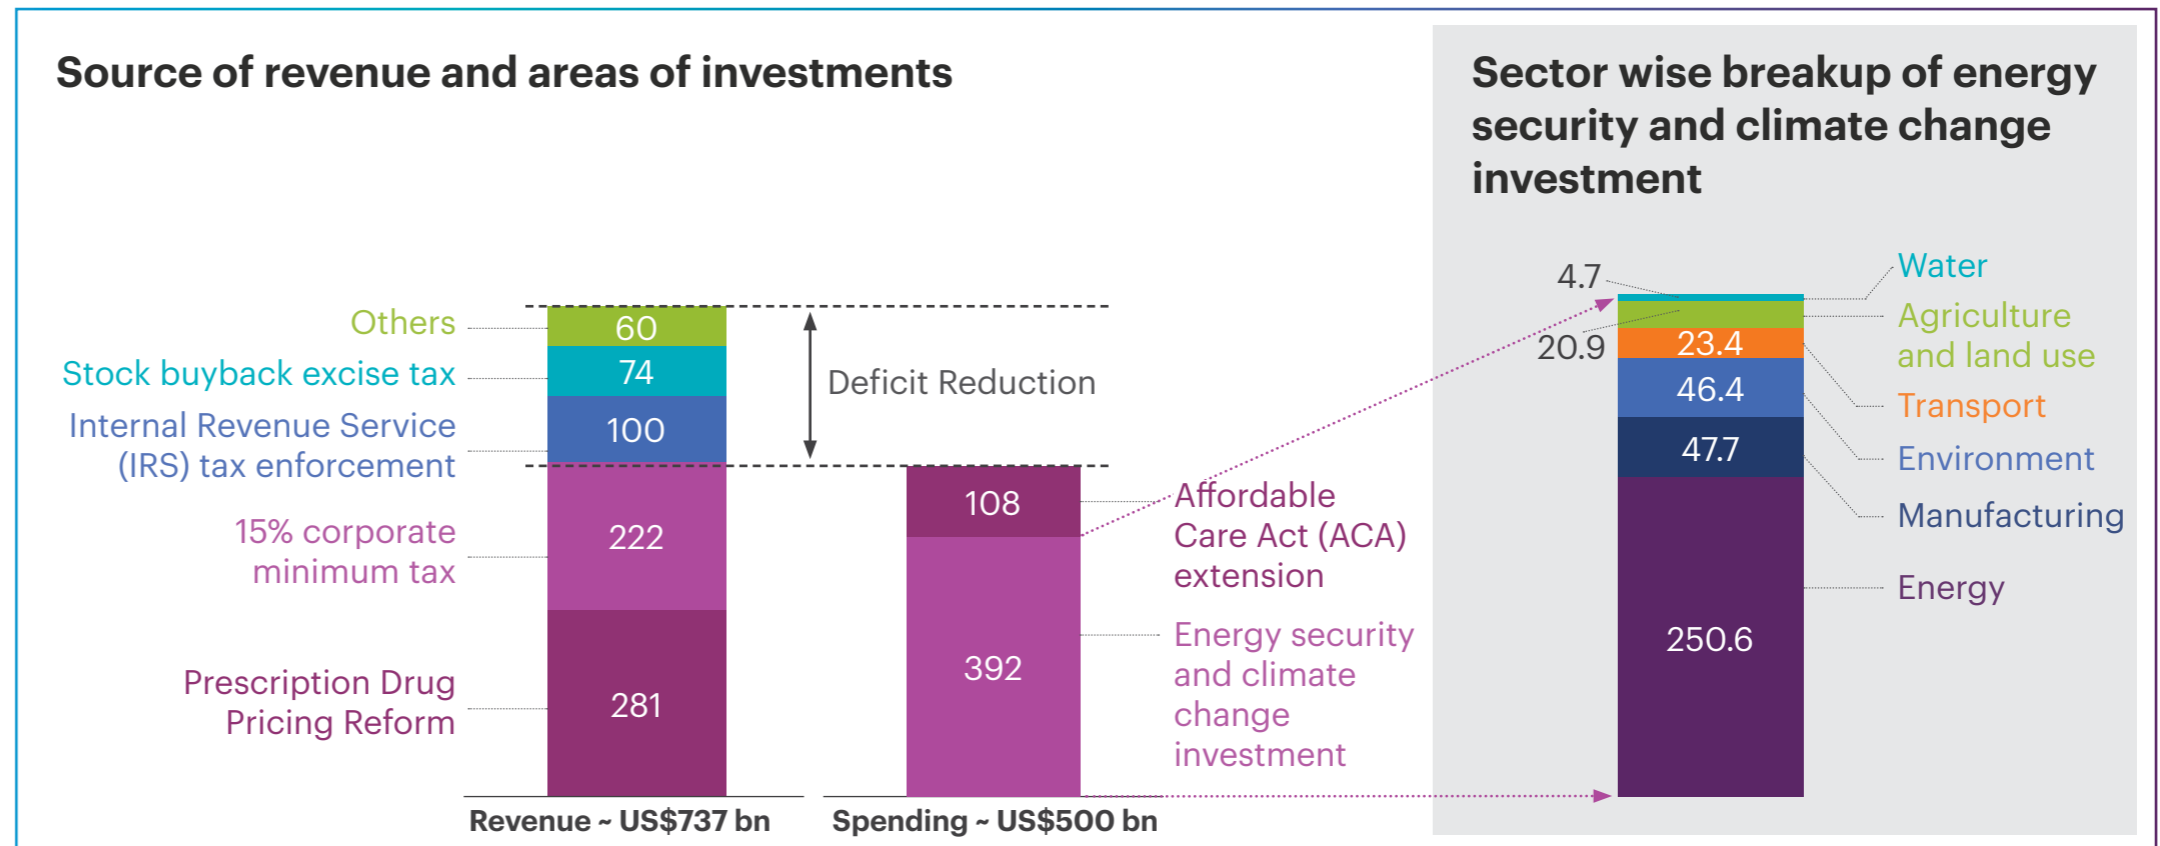 Source of revenue and areas of investments
Others
Stock buyback excise tax
Internal Revenue Service
(IRS) tax enforcement
15% corporate
minimum tax
Prescription Drug
Pricing Reform
60
74
100
222
281
Revenue ~ US$737 bn
Deficit Reduction
108
392
Spending ~ US$500 bn
Affordable
Care Act (ACA)
extension
Energy security
and climate
change
investment
Sector wise breakup of energy
security and climate change
investment
4.7
20.9
23.4
46.4
47.7
250.6
Water
Agriculture
and land use
Transport
Environment
Manufacturing
Energy